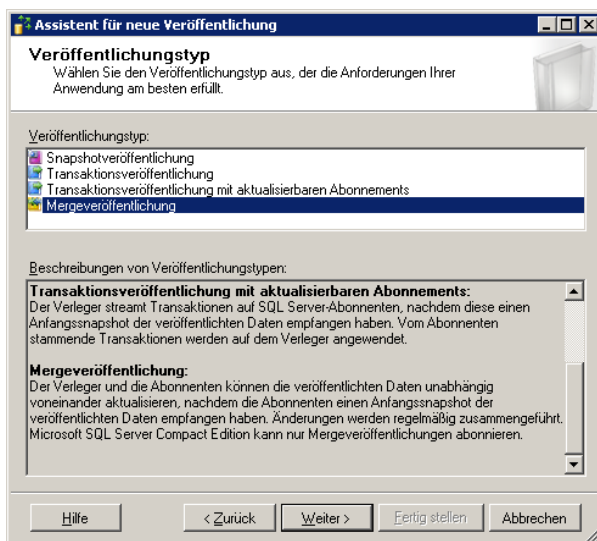 Assistent für neue Veröffentlichung
Veröffentlichungstyp
Wählen Sie den Veröffentlichungstyp aus, der die Anforderungen Ihrer
Anwendung am besten erfüllt.
Veröffentlichungstyp:
Snapshotveröffentlichung
Transaktionsveröffentlichung
Transaktionsveröffentlichung mit aktualisierbaren Abonnements
Mergeveröffentlichung
Beschreibungen von Veröffentlichungstypen:
Transaktionsveröffentlichung mit aktualisierbaren Abonnements:
Der Verleger streamt Transaktionen auf SQL Server-Abonnenten, nachdem diese einen
Anfangssnapshot der veröffentlichten Daten empfangen haben. Vom Abonnenten
stammende Transaktionen werden auf dem Verleger angewendet.
Mergeveröffentlichung:
Der Verleger und die Abonnenten können die veröffentlichten Daten unabhängig
voneinander aktualisieren, nachdem die Abonnenten einen Anfangssnapshot der
veröffentlichten Daten empfangen haben. Änderungen werden regelmäßig zusammengeführt.
Microsoft SQL Server Compact Edition kann nur Mergeveröffentlichungen abonnieren.
Hilfe
< Zurück
Weiter >
Fertig stellen
Abbrechen